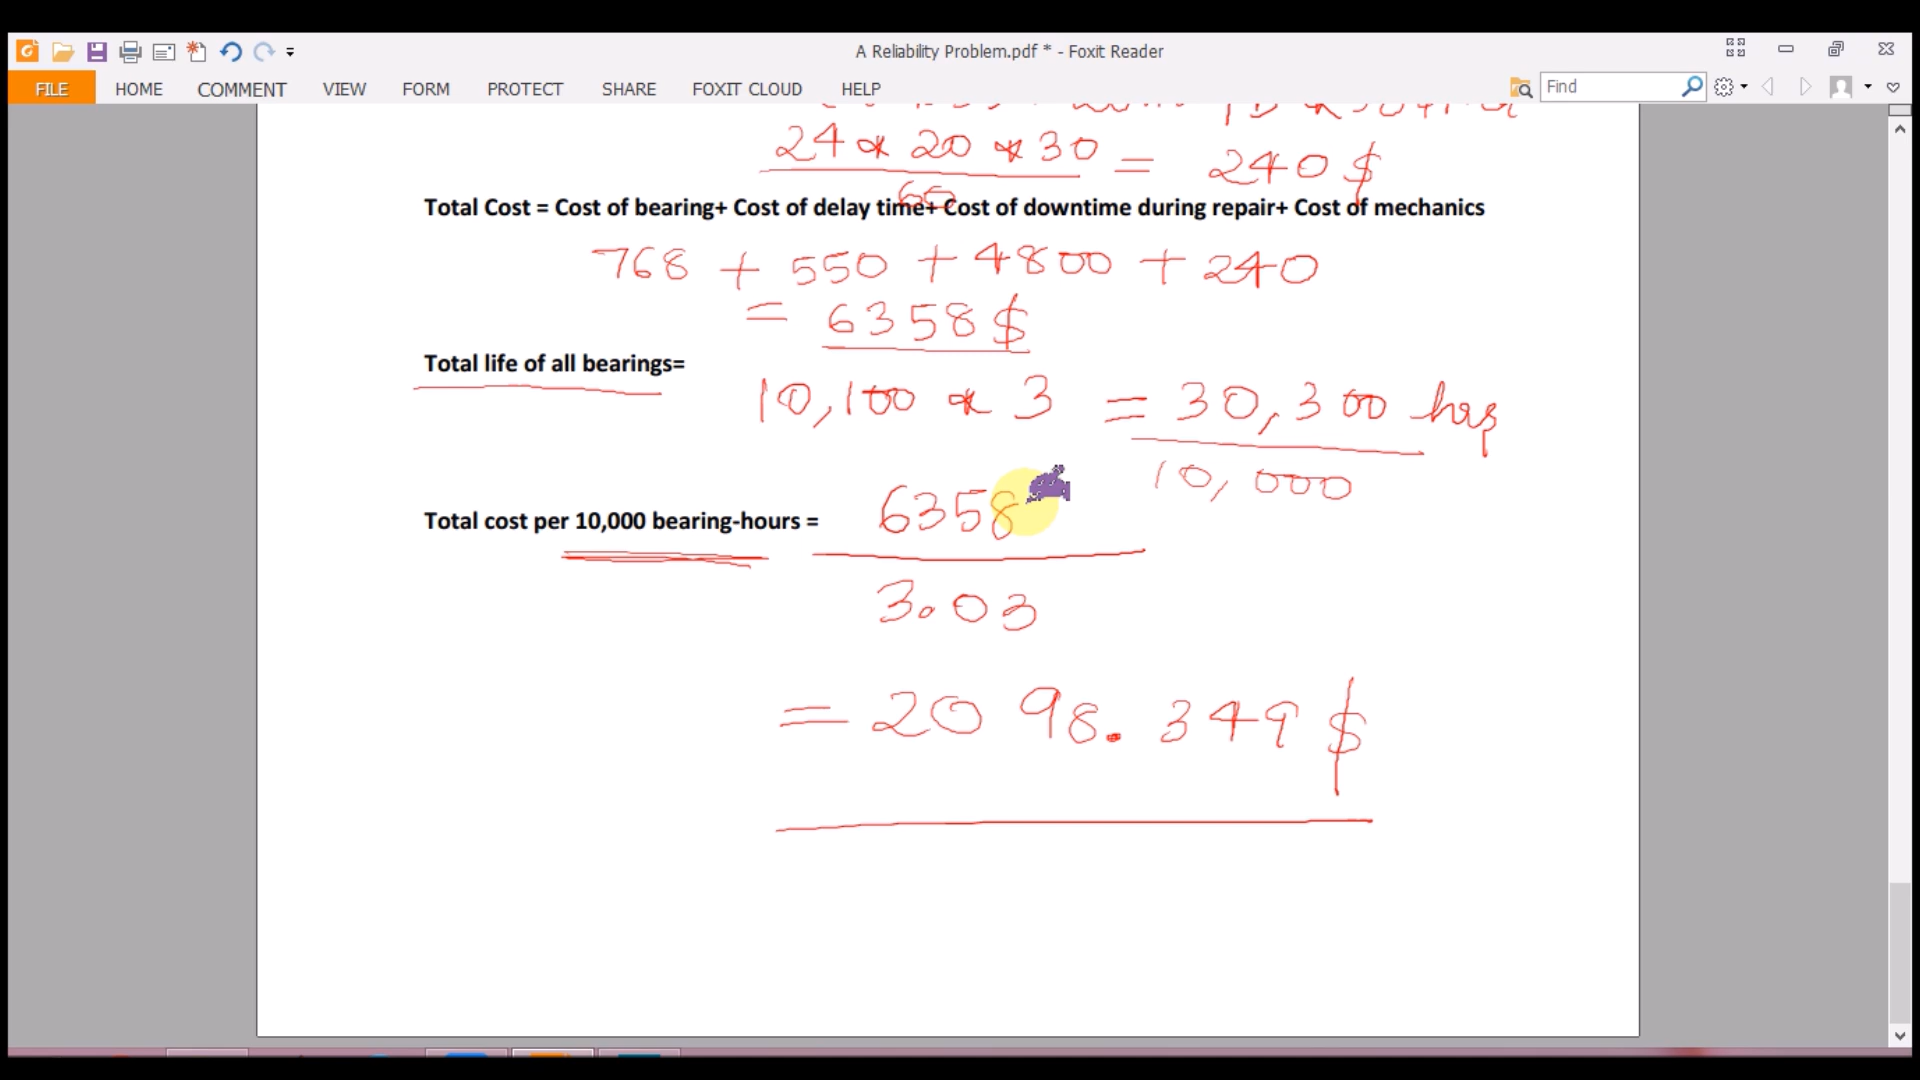 A Reliability Problem.pdf * - Foxit Reader
FILE HOME COMMENT VIEW FORM PROTECT SHARE FOXIT CLOUD HELP Find
24 * 20 * 30 = 240 $
60
Total Cost = Cost of bearing+ Cost of delay time+ Cost of downtime during repair+ Cost of mechanics
768 + 550 + 4800 + 240
= 6358 $
Total life of all bearings=
10,100 * 3 = 30,300 hrs
10,000
Total cost per 10,000 bearing-hours = 6358
3.03
= 2098.349 $